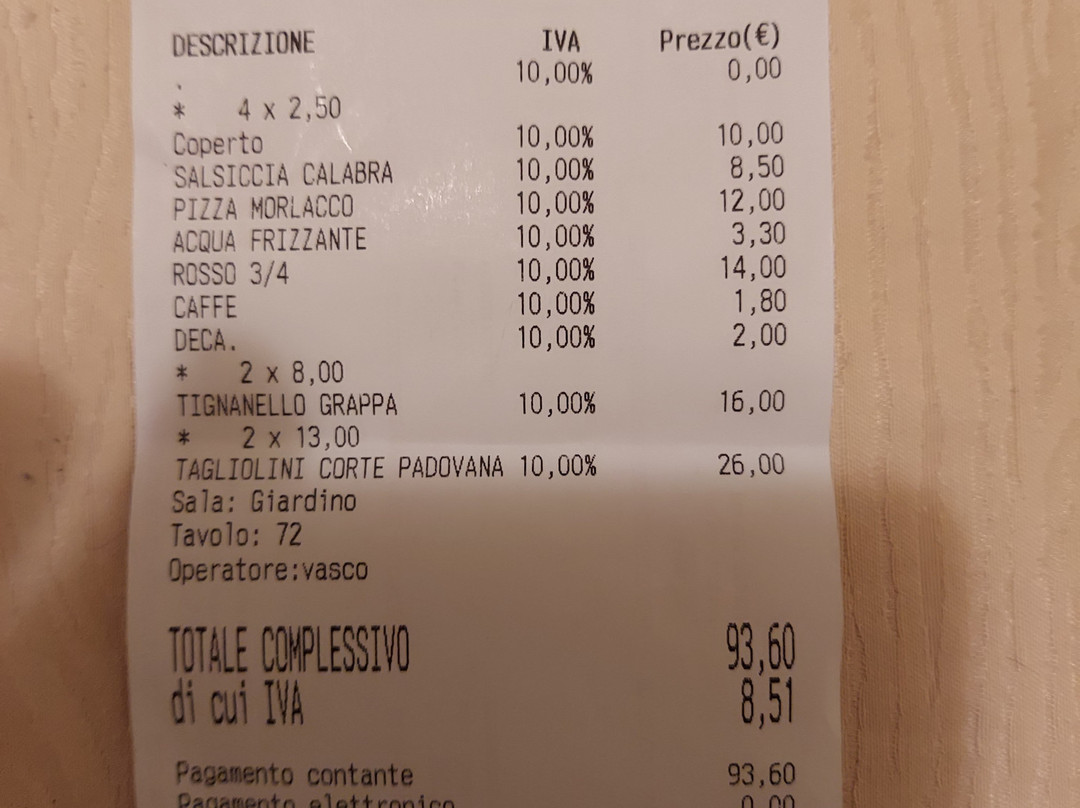 DESCRIZIONE IVA Prezzo(€)
. 10,00% 0,00
* 4 x 2,50
Coperto 10,00% 10,00
SALSICCIA CALABRA 10,00% 8,50
PIZZA MORLACCO 10,00% 12,00
ACQUA FRIZZANTE 10,00% 3,30
ROSSO 3/4 10,00% 14,00
CAFFE 10,00% 1,80
DECA. 10,00% 2,00
* 2 x 8,00
TIGNANELLO GRAPPA 10,00% 16,00
* 2 x 13,00
TAGLIOLINI CORTE PADOVANA 10,00% 26,00
Sala: Giardino
Tavolo: 72
Operatore:vasco
TOTALE COMPLESSIVO 93,60
di cui IVA 8,51
Pagamento contante 93,60
Pagamento elettronico 0,00